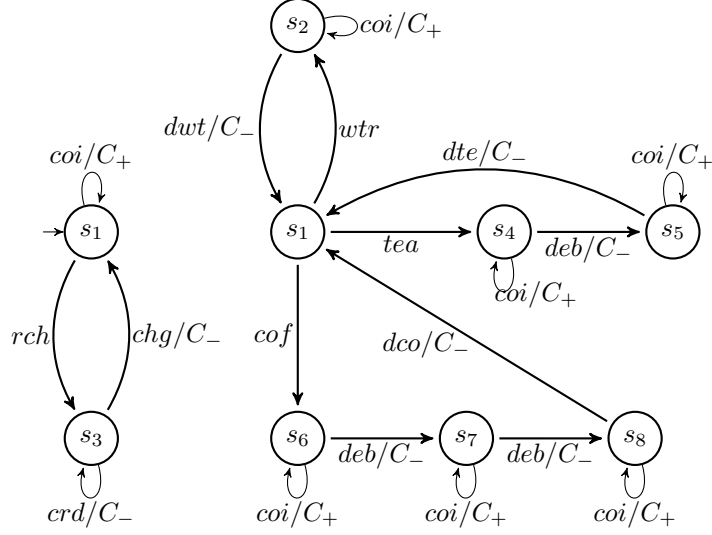 s₂
coi/C₊
dwt/C₋
wtr
coi/C₊
dte/C₋
coi/C₊
s₁
s₁
tea
s₄
deb/C₋
s₅
coi/C₊
rch
chg/C₋
cof
dco/C₋
s₃
s₆
deb/C₋
s₇
deb/C₋
s₈
crd/C₋
coi/C₊
coi/C₊
coi/C₊